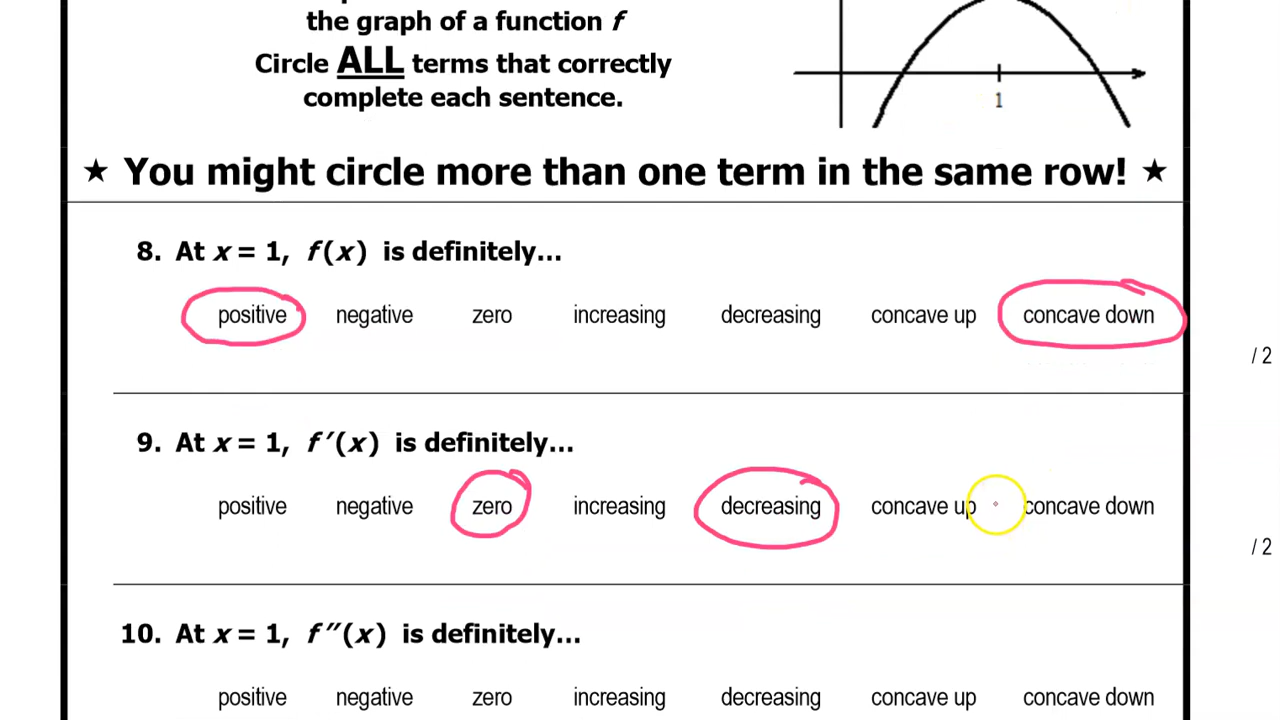 the graph of a function f
Circle ALL terms that correctly
complete each sentence.
1
★ You might circle more than one term in the same row! ★
8. At x = 1, f(x) is definitely...
positive negative zero increasing decreasing concave up concave down
/ 2
9. At x = 1, f′(x) is definitely...
positive negative zero increasing decreasing concave up concave down
/ 2
10. At x = 1, f″(x) is definitely...
positive negative zero increasing decreasing concave up concave down